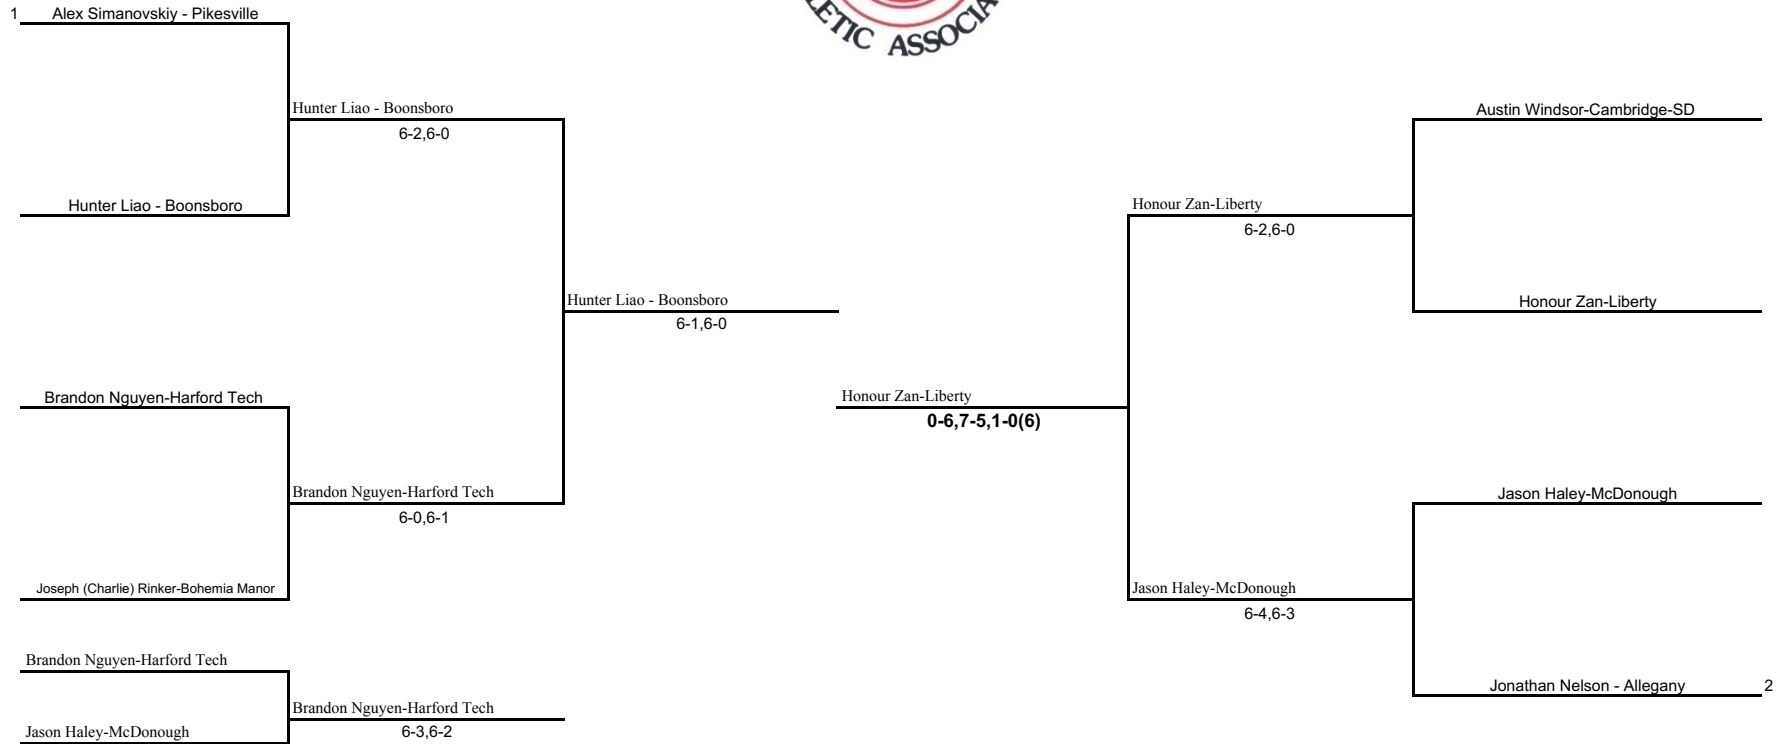 LETIC ASSOCIA
1 Alex Simanovskiy - Pikesville
Hunter Liao - Boonsboro
6-2,6-0
Hunter Liao - Boonsboro
Hunter Liao - Boonsboro
6-1,6-0
Brandon Nguyen-Harford Tech
Brandon Nguyen-Harford Tech
6-0,6-1
Joseph (Charlie) Rinker-Bohemia Manor
Brandon Nguyen-Harford Tech
Brandon Nguyen-Harford Tech
6-3,6-2
Jason Haley-McDonough
Honour Zan-Liberty
0-6,7-5,1-0(6)
Austin Windsor-Cambridge-SD
Honour Zan-Liberty
6-2,6-0
Honour Zan-Liberty
Jason Haley-McDonough
Jason Haley-McDonough
6-4,6-3
Jonathan Nelson - Allegany 2